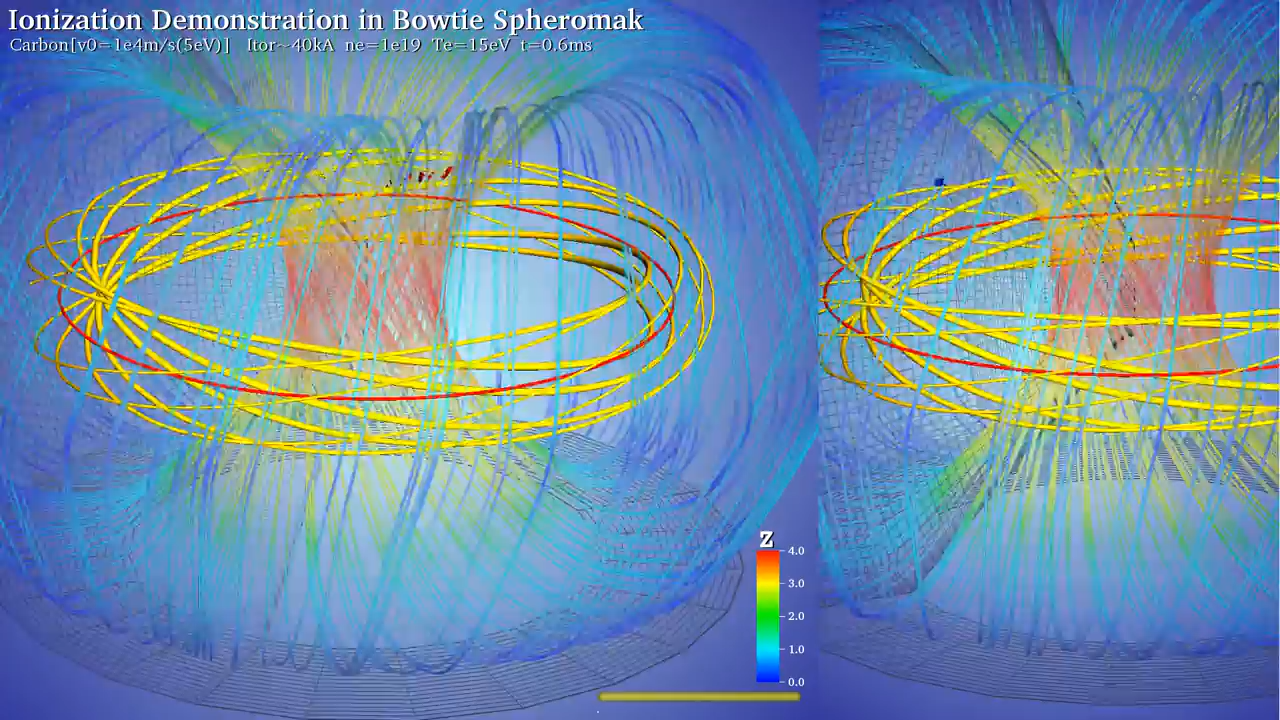 Ionization Demonstration in Bowtie Spheromak
Carbon[v0=1e4m/s(5eV)] Itor~40kA ne=1e19 Te=15eV t=0.6ms
Z
4.0
3.0
2.0
1.0
0.0